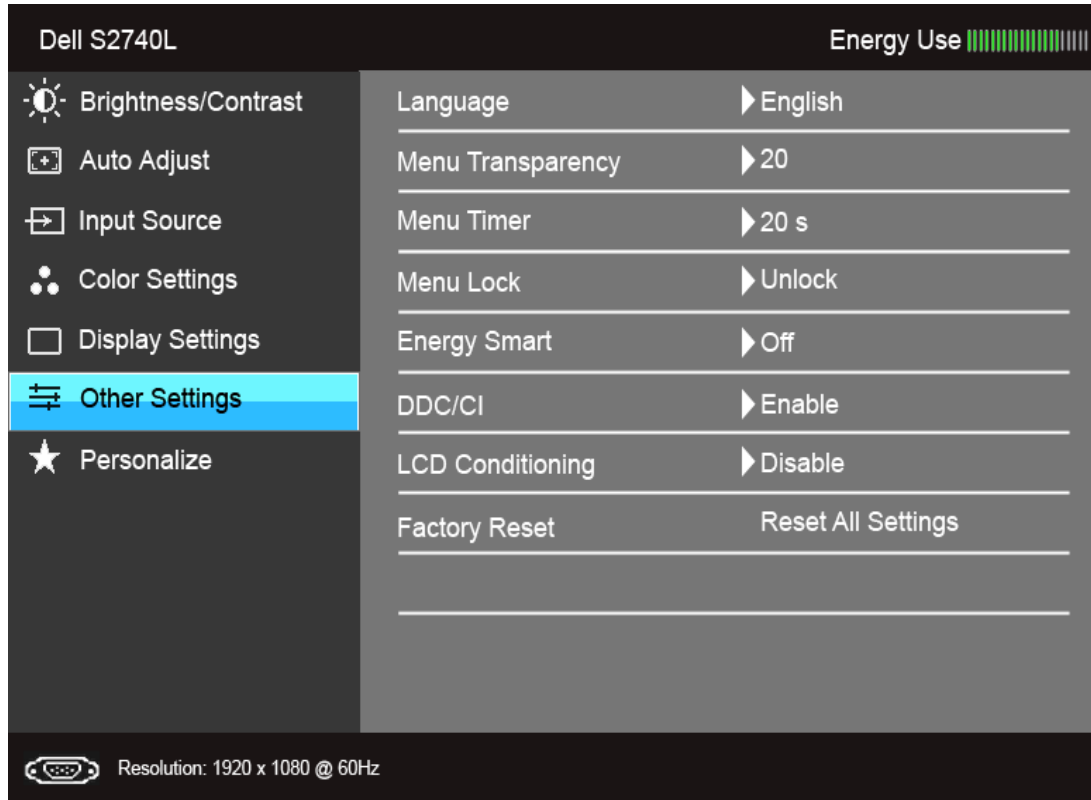 Dell S2740L Energy Use
Brightness/Contrast
Auto Adjust
Input Source
Color Settings
Display Settings
Other Settings
Personalize
Language English
Menu Transparency 20
Menu Timer 20 s
Menu Lock Unlock
Energy Smart Off
DDC/CI Enable
LCD Conditioning Disable
Factory Reset Reset All Settings
Resolution: 1920 x 1080 @ 60Hz